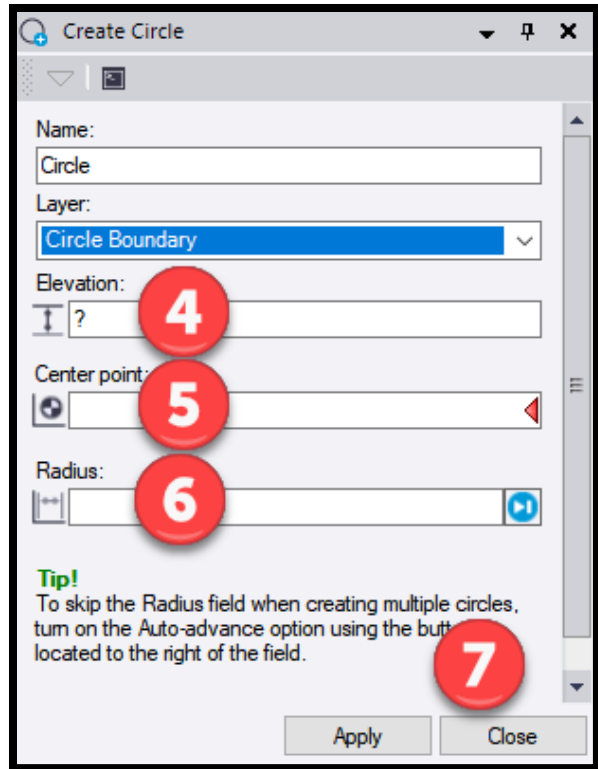 Create Circle
Name:
Circle
Layer:
Circle Boundary
Elevation:
?
4
Center point:
5
Radius:
6
Tip!
To skip the Radius field when creating multiple circles,
turn on the Auto-advance option using the
located to the right of the field.
7
Apply
Close